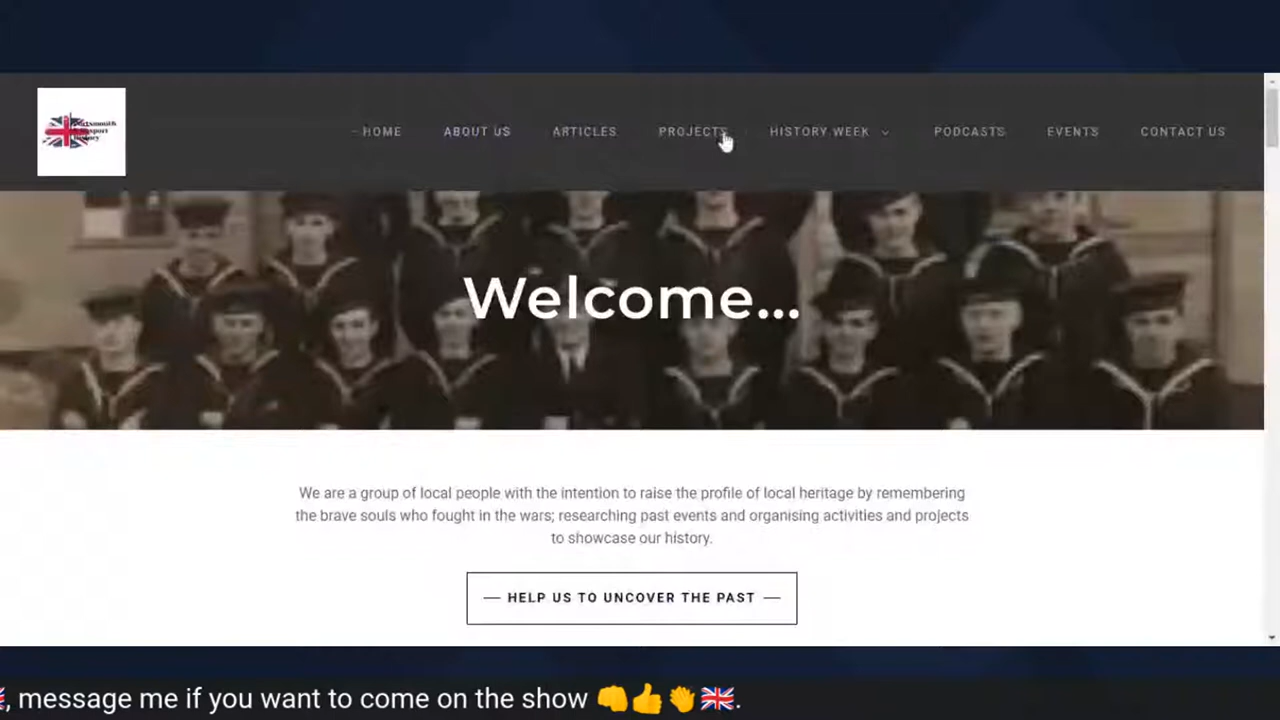 HOME ABOUT US ARTICLES PROJECTS HISTORY WEEK PODCASTS EVENTS CONTACT US
Welcome...
We are a group of local people with the intention to raise the profile of local heritage by remembering
the brave souls who fought in the wars; researching past events and organising activities and projects
to showcase our history.
HELP US TO UNCOVER THE PAST
, message me if you want to come on the show 👊👍👏🇬🇧.